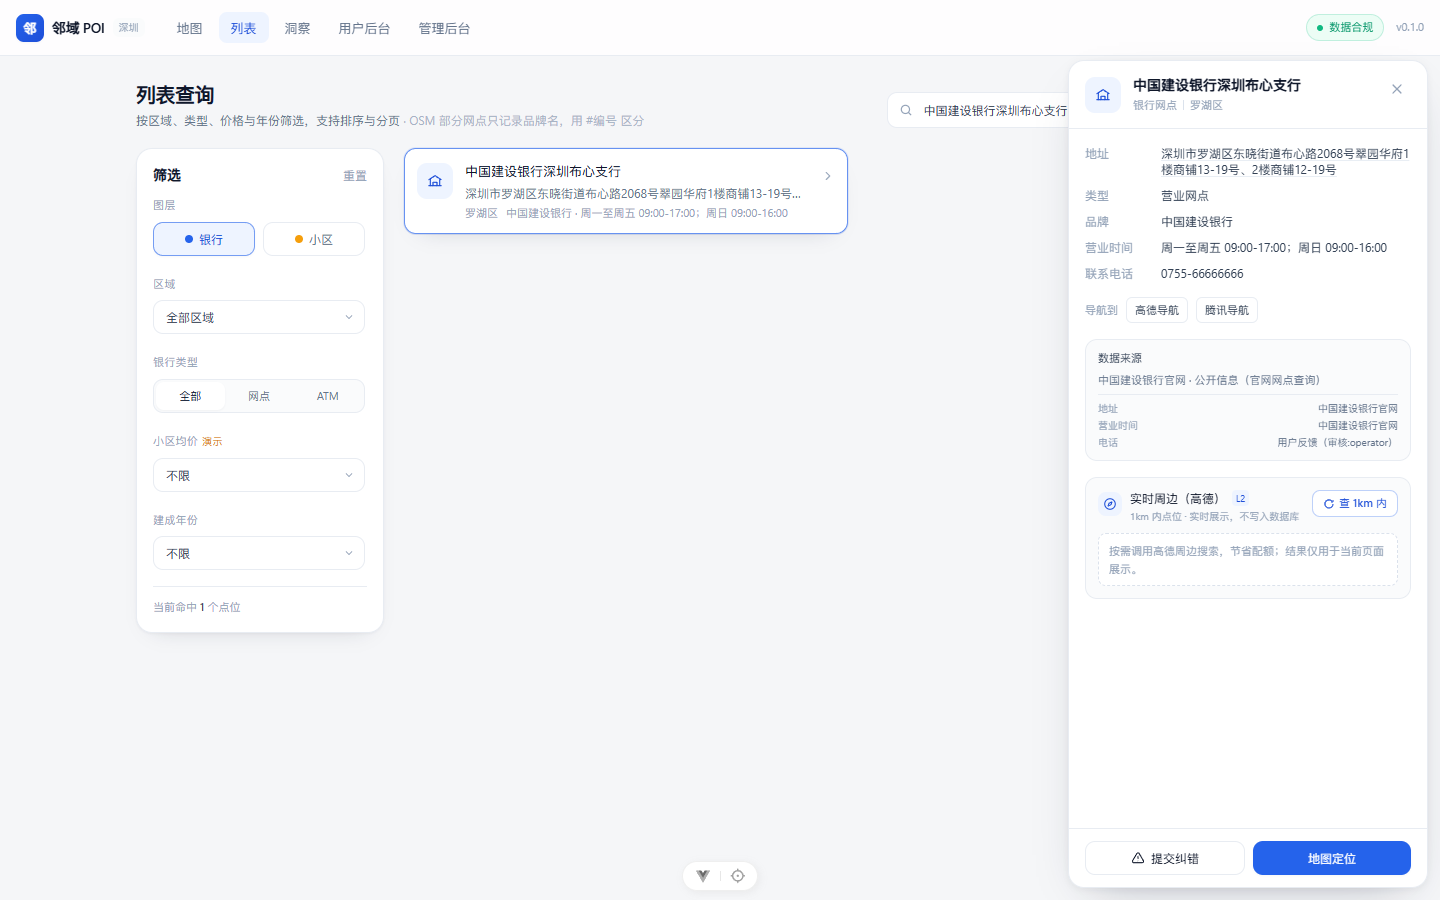 邻 邻域 POI 深圳 地图 列表 洞察 用户后台 管理后台 数据合规 v0.1.0
列表查询
按区域、类型、价格与年份筛选，支持排序与分页 · OSM 部分网点只记录品牌名，用 #编号 区分
中国建设银行深圳布心支行
筛选 重置
图层
银行 小区
区域
全部区域
银行类型
全部 网点 ATM
小区均价 演示
不限
建成年份
不限
当前命中 1 个点位
中国建设银行深圳布心支行
深圳市罗湖区东晓街道布心路2068号翠园华府1楼商铺13-19号...
罗湖区 中国建设银行 · 周一至周五 09:00-17:00；周日 09:00-16:00
中国建设银行深圳布心支行
银行网点 罗湖区
地址 深圳市罗湖区东晓街道布心路2068号翠园华府1
楼商铺13-19号、2楼商铺12-19号
类型 营业网点
品牌 中国建设银行
营业时间 周一至周五 09:00-17:00；周日 09:00-16:00
联系电话 0755-66666666
导航到 高德导航 腾讯导航
数据来源
中国建设银行官网 · 公开信息（官网网点查询）
地址 中国建设银行官网
营业时间 中国建设银行官网
电话 用户反馈（审核:operator）
实时周边（高德） L2 查 1km 内
1km 内点位 · 实时展示，不写入数据库
按需调用高德周边搜索，节省配额；结果仅用于当前页面
展示。
提交纠错 地图定位